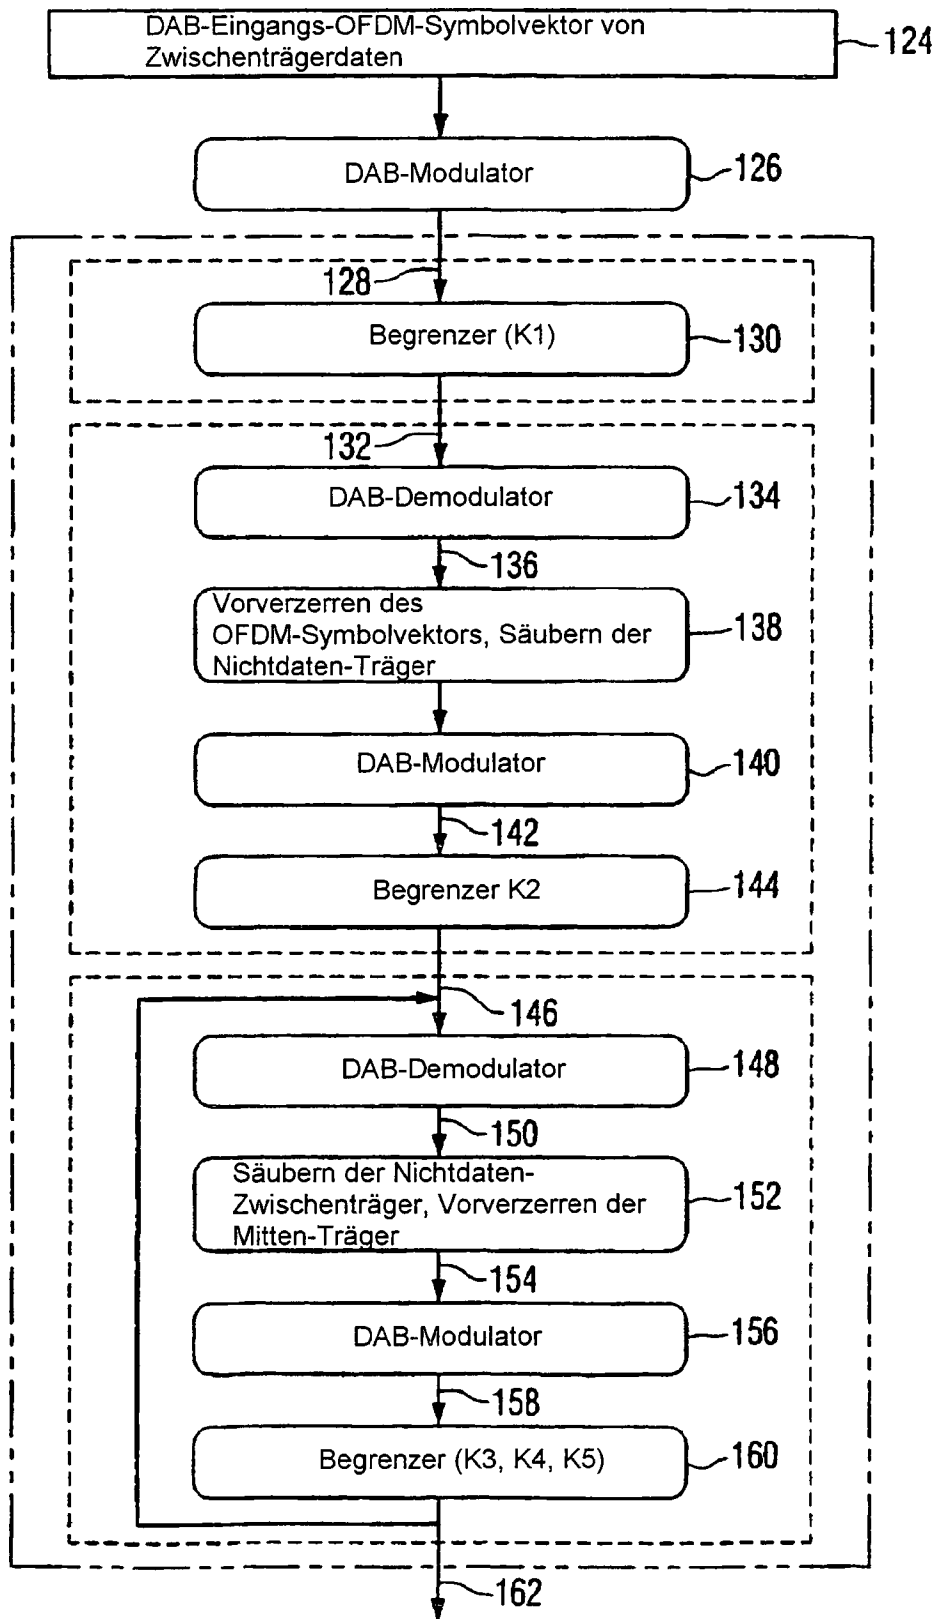 DAB-Eingangs-OFDM-Symbolvektor von
Zwischenträgerdaten
124
DAB-Modulator
126
128
Begrenzer (K1)
130
132
DAB-Demodulator
134
136
Vorverzerren des
OFDM-Symbolvektors, Säubern der
Nichtdaten-Träger
138
DAB-Modulator
140
142
Begrenzer K2
144
146
DAB-Demodulator
148
150
Säubern der Nichtdaten-
Zwischenträger, Vorverzerren der
Mitten-Träger
152
154
DAB-Modulator
156
158
Begrenzer (K3, K4, K5)
160
162